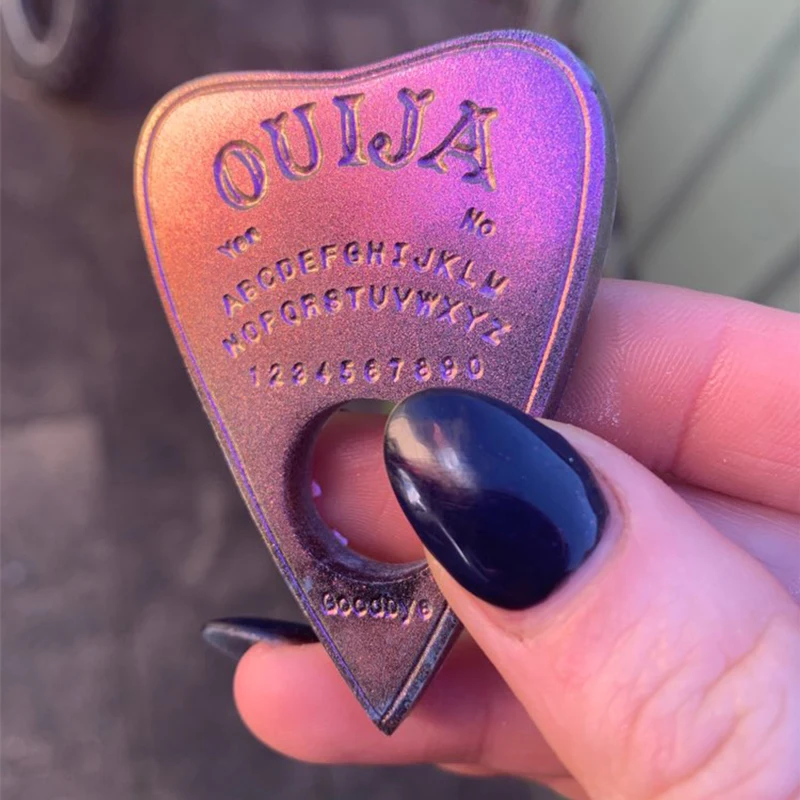 OUIJA
Yes No
ABCDEFGHIJKLM
NOPQRSTUVWXYZ
1234567890
Goodbye